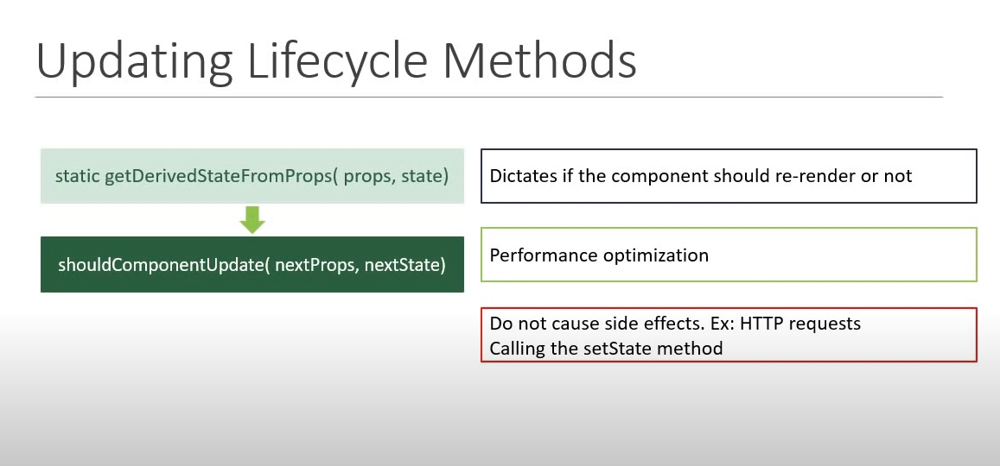 Updating Lifecycle Methods
static getDerivedStateFromProps( props, state)
Dictates if the component should re-render or not
shouldComponentUpdate( nextProps, nextState)
Performance optimization
Do not cause side effects. Ex: HTTP requests
Calling the setState method